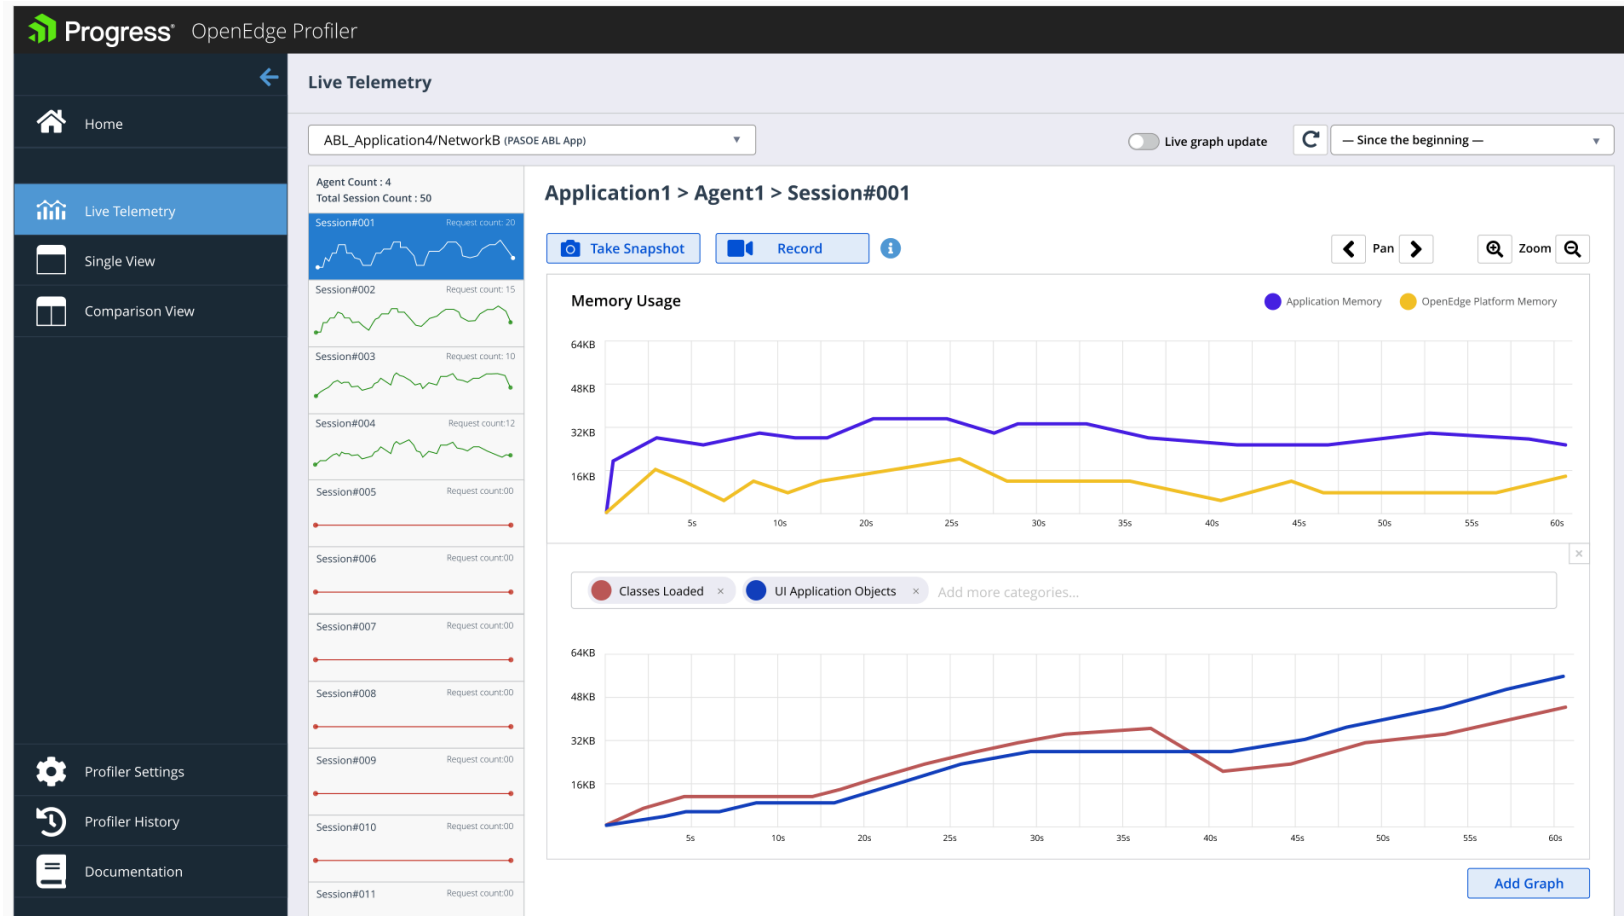 Progress® OpenEdge Profiler
Home
Live Telemetry
Single View
Comparison View
Profiler Settings
Profiler History
Documentation
Live Telemetry
ABL_Application4/NetworkB (PASOE ABL App)
Live graph update
— Since the beginning —
Agent Count : 4
Total Session Count : 50
Session#001 Request count: 20
Session#002 Request count: 15
Session#003 Request count: 10
Session#004 Request count:12
Session#005 Request count:00
Session#006 Request count:00
Session#007 Request count:00
Session#008 Request count:00
Session#009 Request count:00
Session#010 Request count:00
Session#011 Request count:00
Application1 > Agent1 > Session#001
Take Snapshot
Record
Pan
Zoom
Memory Usage
Application Memory
OpenEdge Platform Memory
64KB
48KB
32KB
16KB
5s 10s 20s 25s 30s 35s 40s 45s 50s 55s 60s
Classes Loaded × UI Application Objects × Add more categories...
64KB
48KB
32KB
16KB
5s 10s 20s 25s 30s 35s 40s 45s 50s 55s 60s
Add Graph